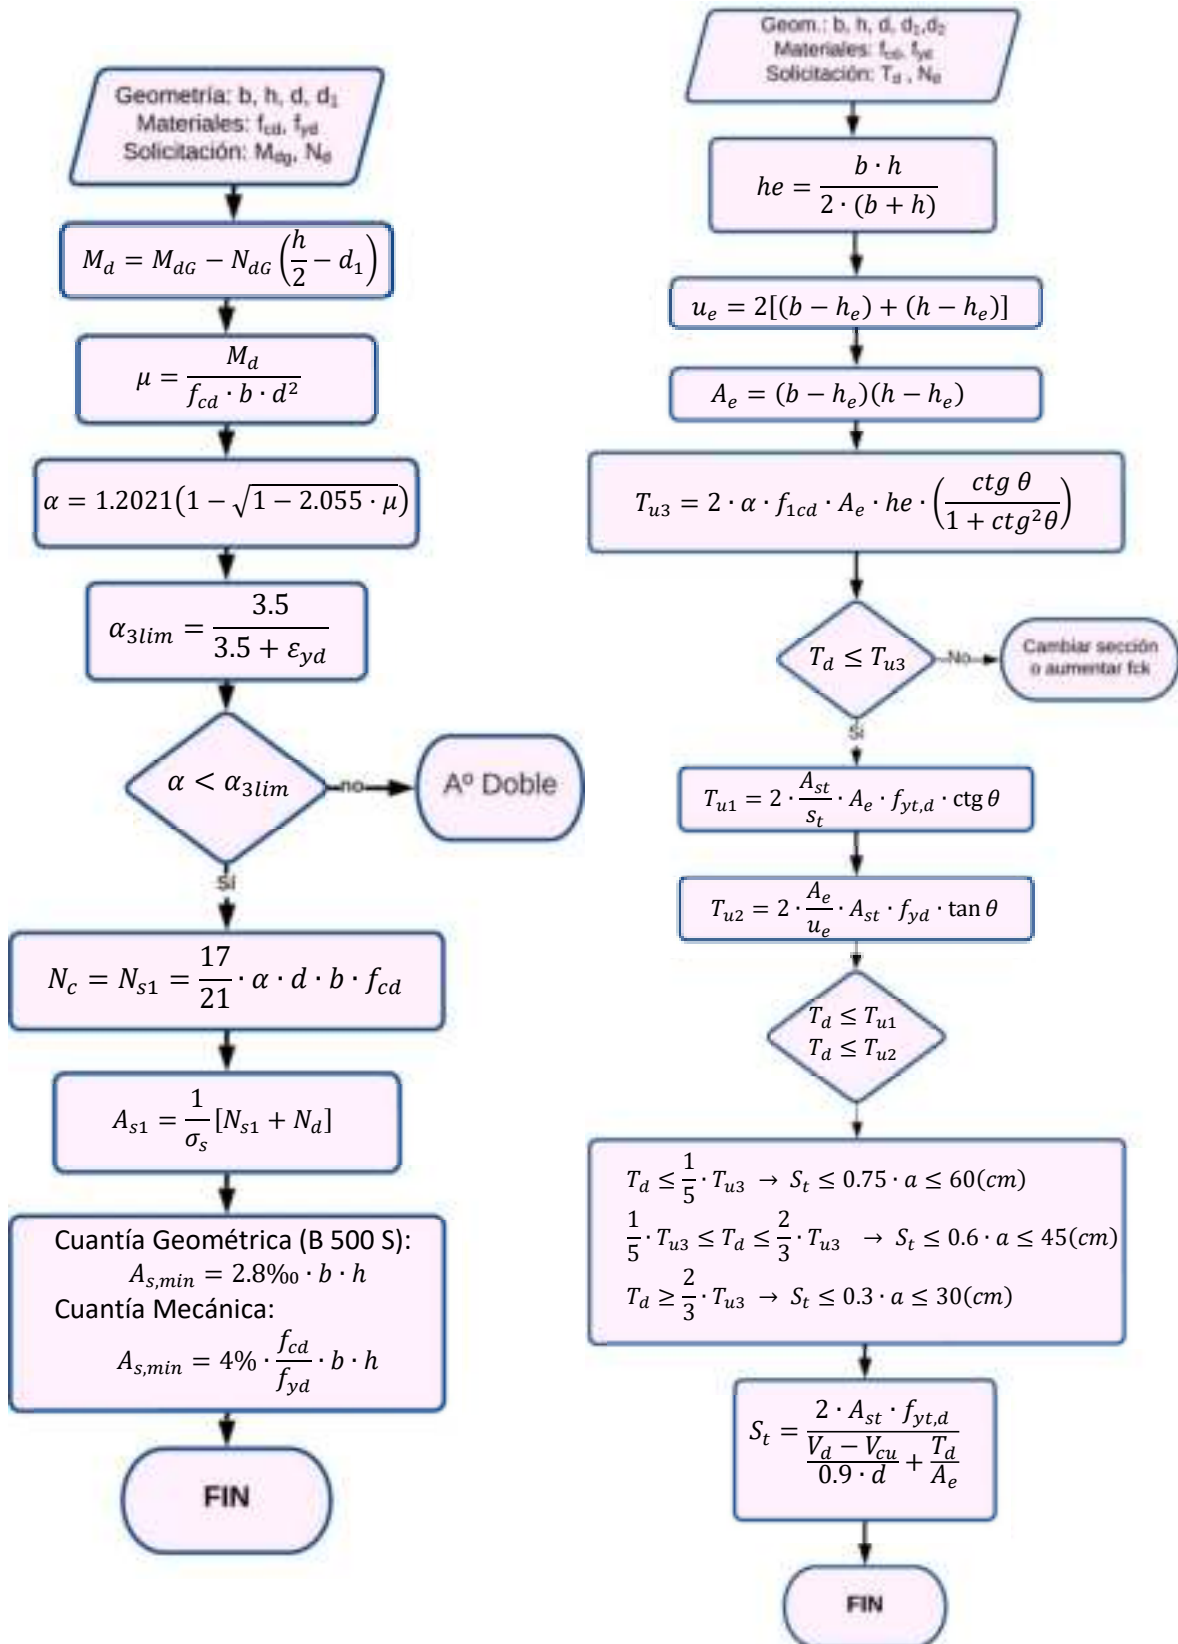 Geometría: b, h, d, d₁
Materiales: f_cd, f_yd
Solicitación: M_dg, N_d
M_d = M_dG − N_dG (h/2 − d₁)
μ = M_d / (f_cd · b · d²)
α = 1.2021(1 − √(1 − 2.055 · μ))
α_3lim = 3.5 / (3.5 + ε_yd)
α < α_3lim
no
Aº Doble
Sí
N_c = N_s1 = 17/21 · α · d · b · f_cd
A_s1 = 1/σ_s [N_s1 + N_d]
Cuantía Geométrica (B 500 S):
A_s,min = 2.8‰ · b · h
Cuantía Mecánica:
A_s,min = 4% · f_cd/f_yd · b · h
FIN
Geom.: b, h, d, d₁,d₂
Materiales: f_cd, f_yd
Solicitación: T_d , N_d
he = b · h / (2 · (b + h))
u_e = 2[(b − h_e) + (h − h_e)]
A_e = (b − h_e)(h − h_e)
T_u3 = 2 · α · f_1cd · A_e · he · (ctg θ / (1 + ctg²θ))
T_d ≤ T_u3
No
Cambiar sección
o aumentar fck
Si
T_u1 = 2 · A_st/s_t · A_e · f_yt,d · ctg θ
T_u2 = 2 · A_e/u_e · A_st · f_yd · tan θ
T_d ≤ T_u1
T_d ≤ T_u2
T_d ≤ 1/5 · T_u3 → S_t ≤ 0.75 · a ≤ 60(cm)
1/5 · T_u3 ≤ T_d ≤ 2/3 · T_u3 → S_t ≤ 0.6 · a ≤ 45(cm)
T_d ≥ 2/3 · T_u3 → S_t ≤ 0.3 · a ≤ 30(cm)
S_t = 2 · A_st · f_yt,d / ((V_d − V_cu)/(0.9 · d) + T_d/A_e)
FIN